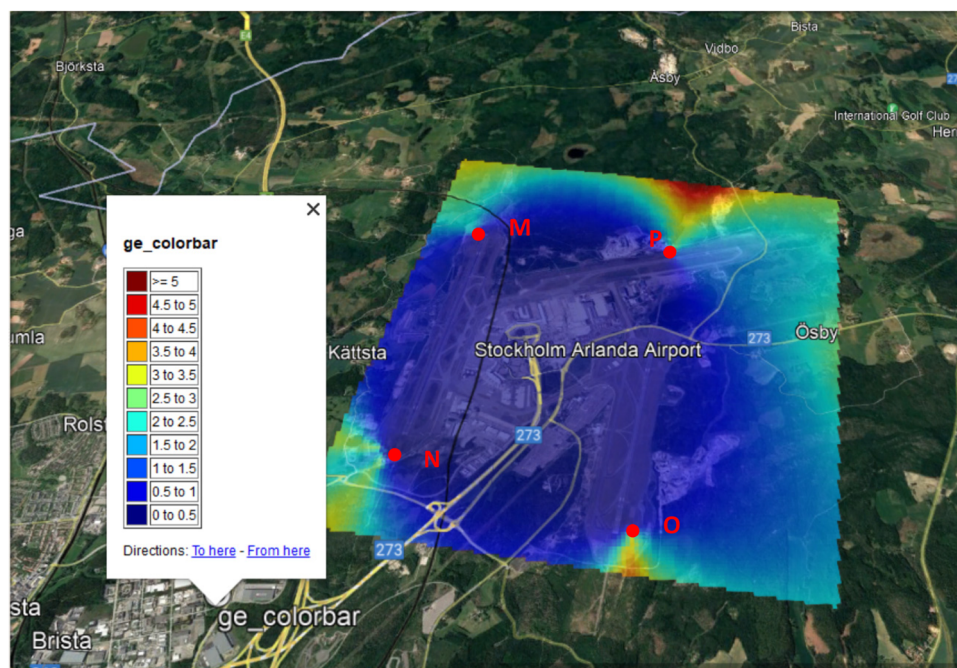 Bista
Vidbo
E4
Björksta
Åsby
International Golf Club
Her
ge_colorbar
M
P
ga
>= 5
4.5 to 5
4 to 4.5
3.5 to 4
3 to 3.5
2.5 to 3
2 to 2.5
1.5 to 2
1 to 1.5
0.5 to 1
0 to 0.5
umla
273
Ösby
Kättsta
Stockholm Arlanda Airport
Rolst
273
N
O
Directions: To here - From here
273
sta
ge_colorbar
Brista